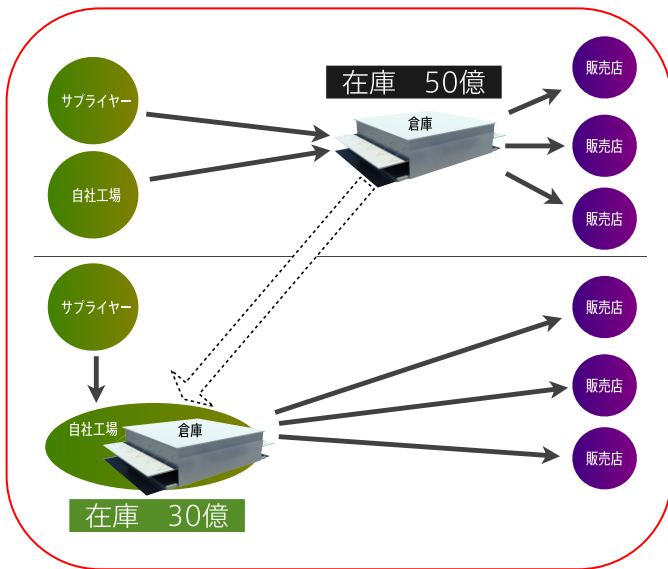 サプライヤー
自社工場
在庫　50億
倉庫
販売店
販売店
販売店
サプライヤー
自社工場
倉庫
在庫　30億
販売店
販売店
販売店